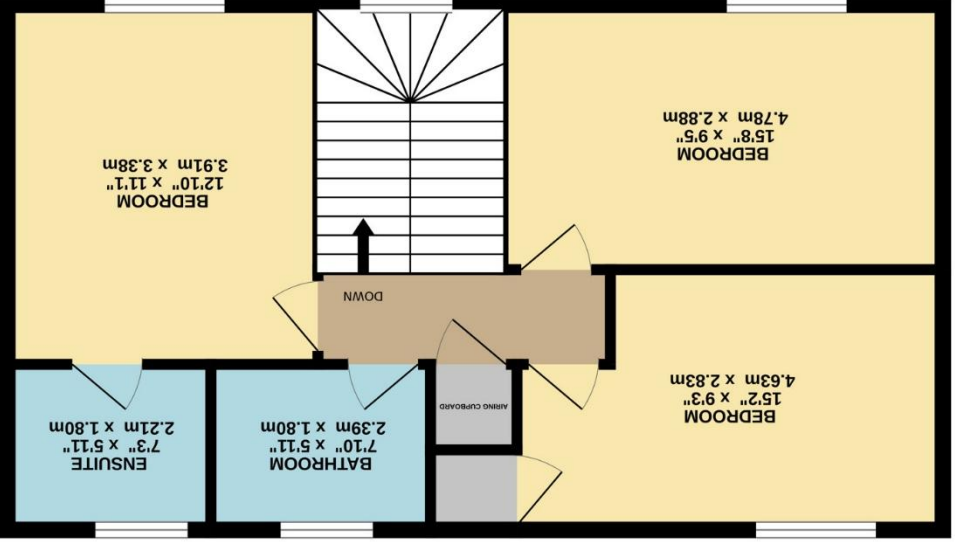 BATHROOM
7'10" x 5'11"
2.39m x 1.80m
ENSUITE
7'3" x 5'11"
2.21m x 1.80m
BEDROOM
15'2" x 9'3"
4.63m x 2.83m
AIRING CUPBOARD
DOWN
BEDROOM
12'10" x 11'1"
3.91m x 3.38m
BEDROOM
15'8" x 9'5"
4.78m x 2.88m